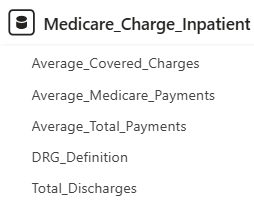 Medicare_Charge_Inpatient
Average_Covered_Charges
Average_Medicare_Payments
Average_Total_Payments
DRG_Definition
Total_Discharges